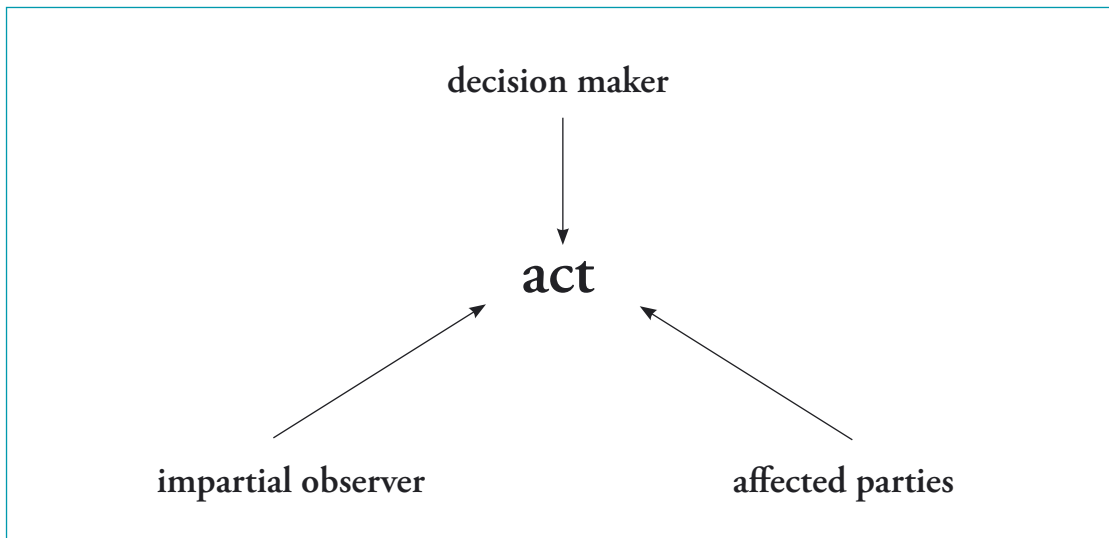 decision maker
act
impartial observer
affected parties